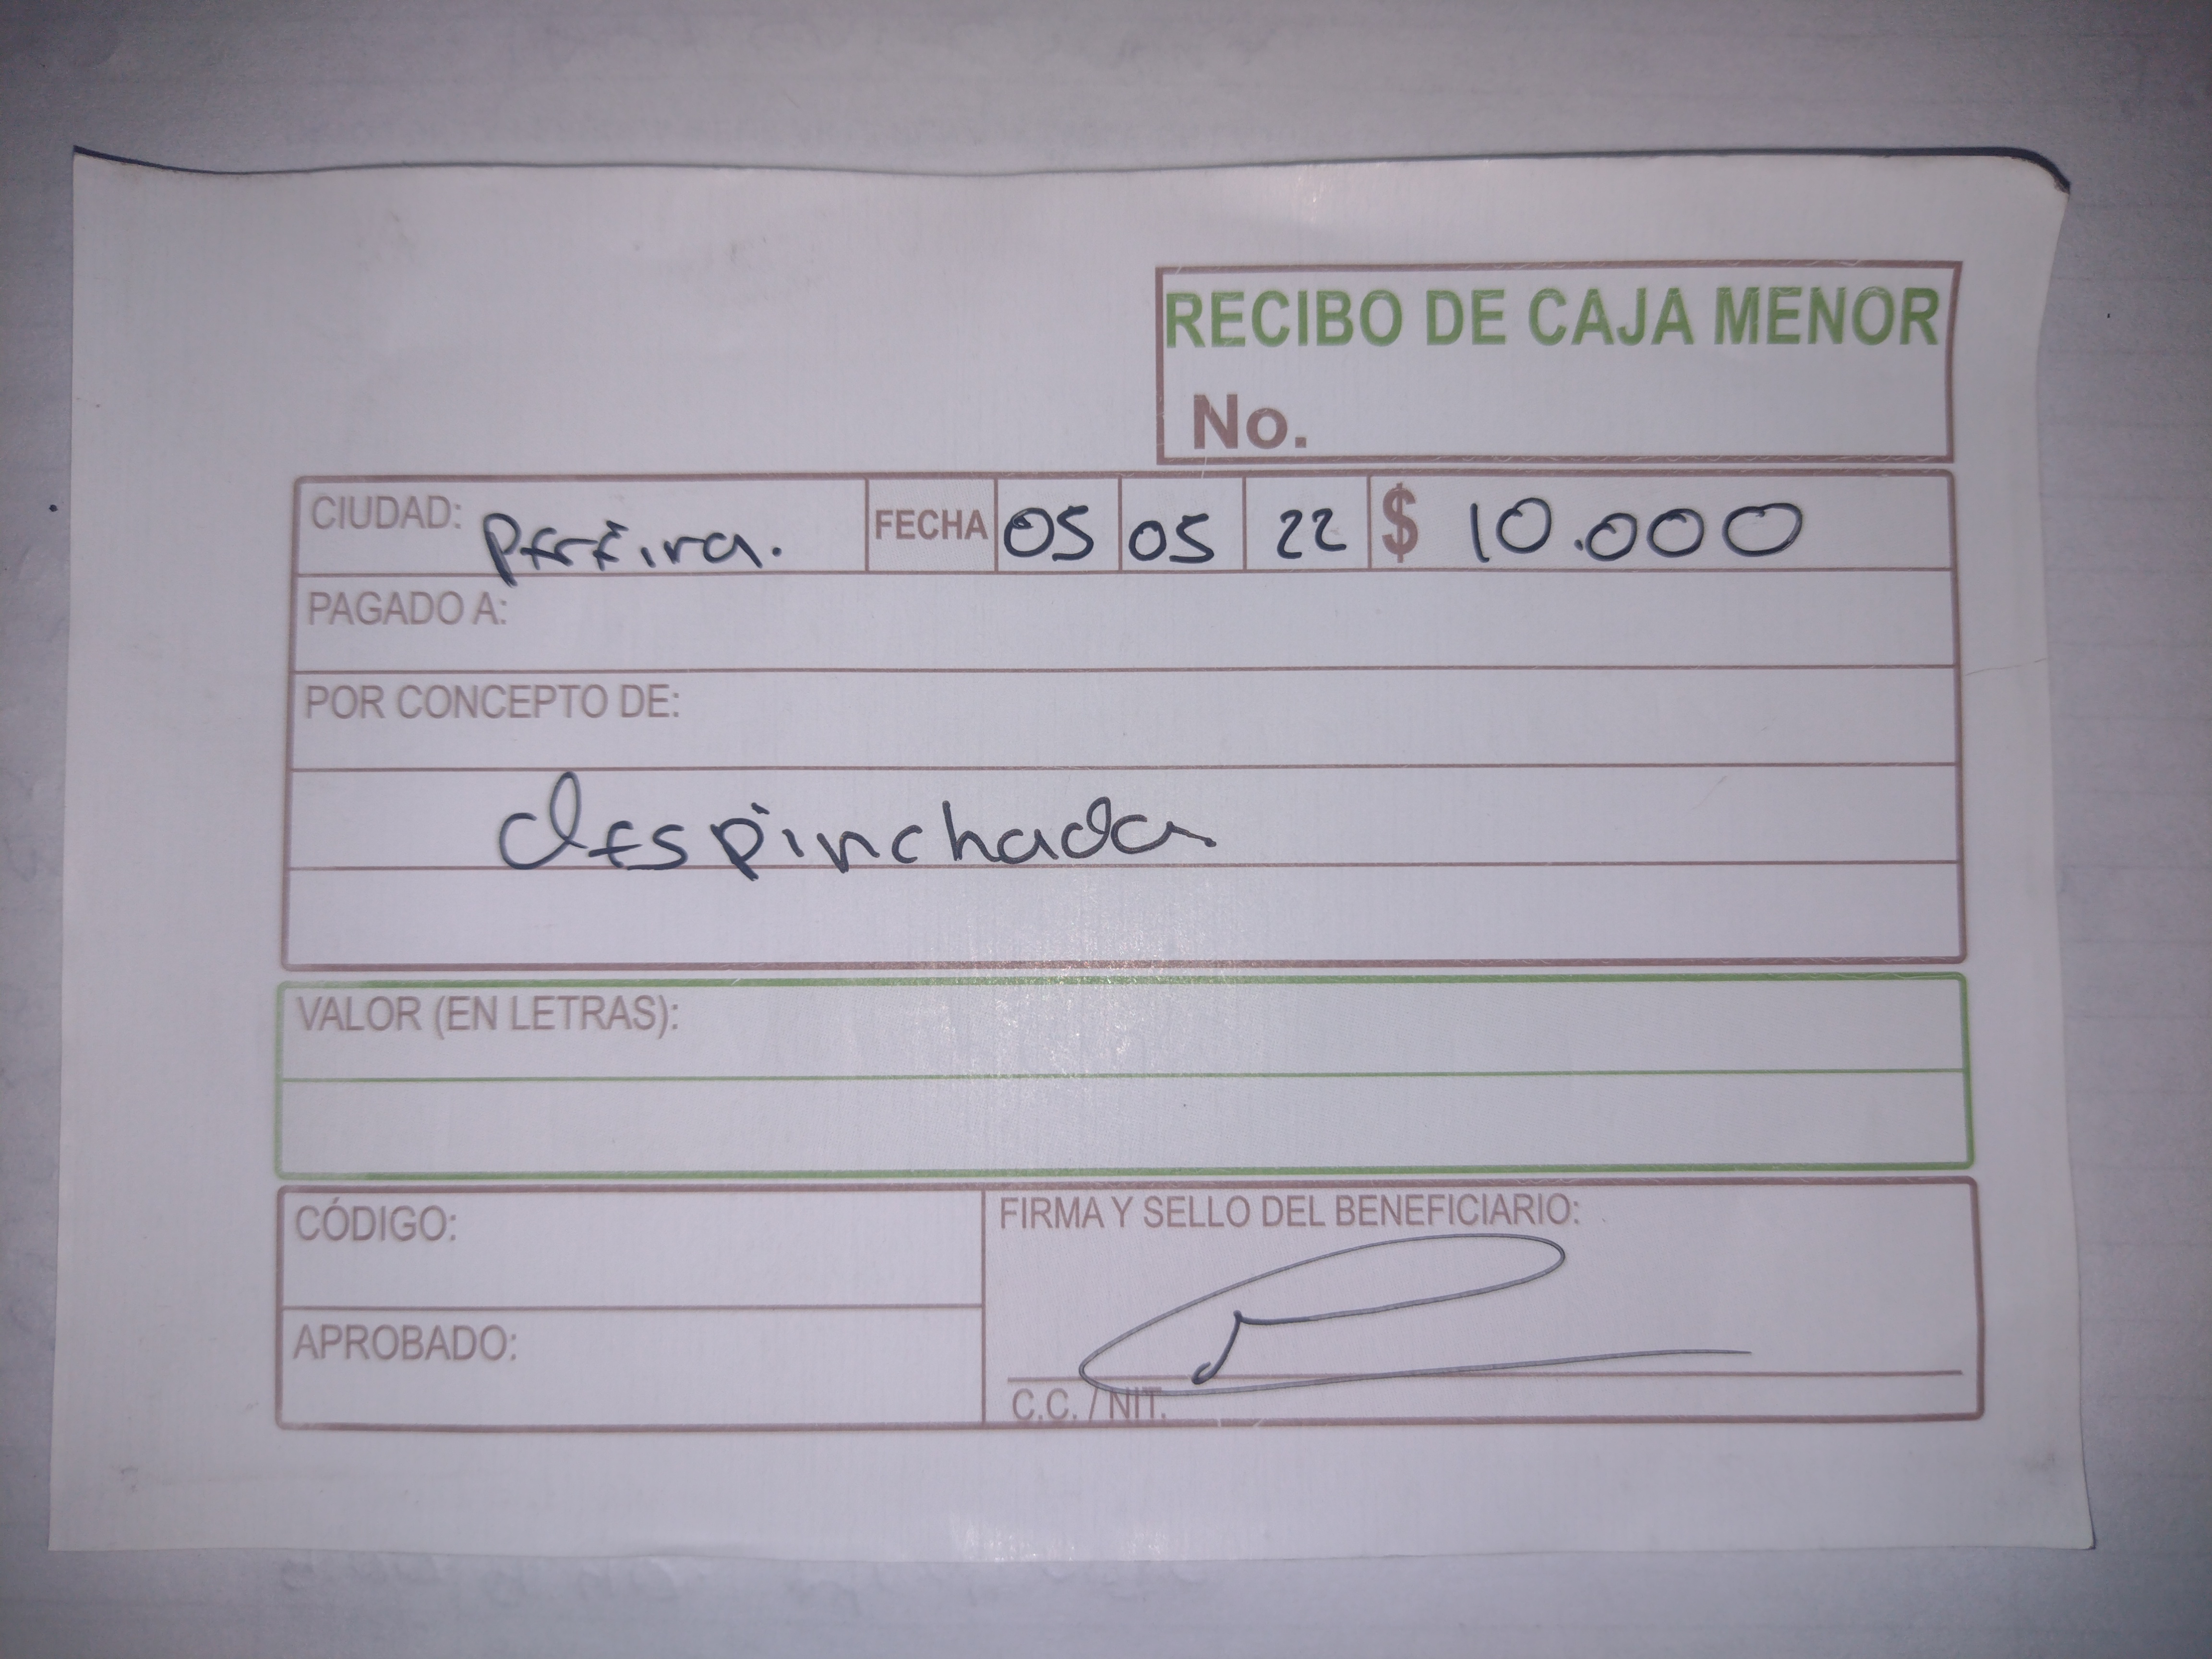 RECIBO DE CAJA MENOR
No.
CIUDAD: Pereira. FECHA 05 05 22 $ 10.000
PAGADO A:
POR CONCEPTO DE:
despinchada
VALOR (EN LETRAS):
CÓDIGO:
FIRMA Y SELLO DEL BENEFICIARIO:
APROBADO:
C.C. / NIT.